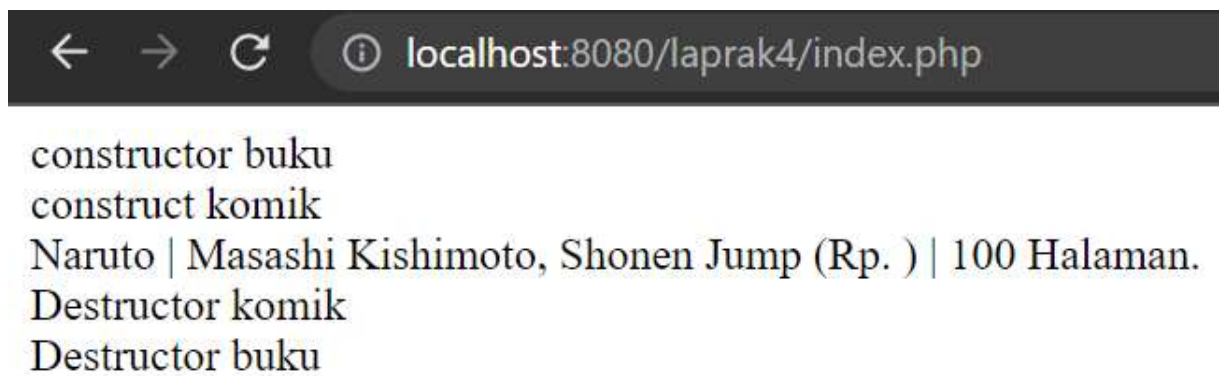 localhost:8080/laprak4/index.php
constructor buku
construct komik
Naruto | Masashi Kishimoto, Shonen Jump (Rp. ) | 100 Halaman.
Destructor komik
Destructor buku